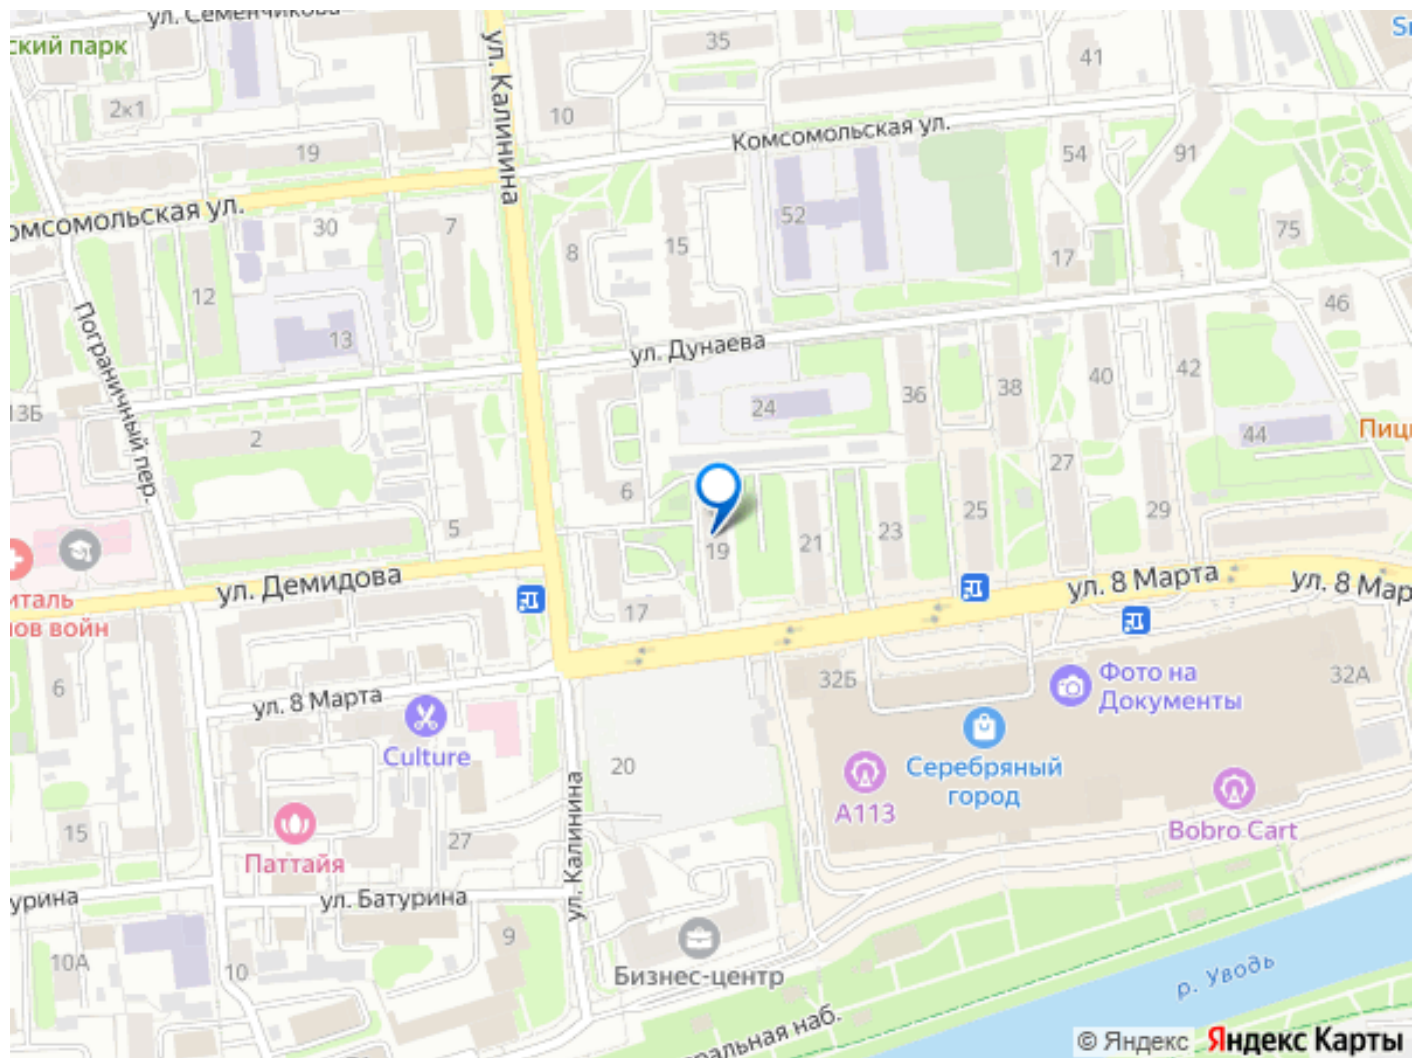 ул. Семенчикова
ский парк
ул. Калинина
35
41
2к1
10
Комсомольская ул.
19
54
91
омсомольская ул.
30
7
8
15
52
75
17
12
13
46
Пограничный пер.
ул. Дунаева
13Б
2
24
36
38
40
42
44
Пицц
27
6
5
19
21
23
25
29
ул. Демидова
италь
нов войн
17
ул. 8 Марта
ул. 8 Мар
6
ул. 8 Марта
32Б
Фото на
Документы
32А
Culture
20
Серебряный
город
А113
Bobro Cart
15
27
Паттайя
ул. Калинина
урина
ул. Батурина
9
10А
10
Бизнес-центр
р. Уводь
ральная наб.
© Яндекс Яндекс Карты